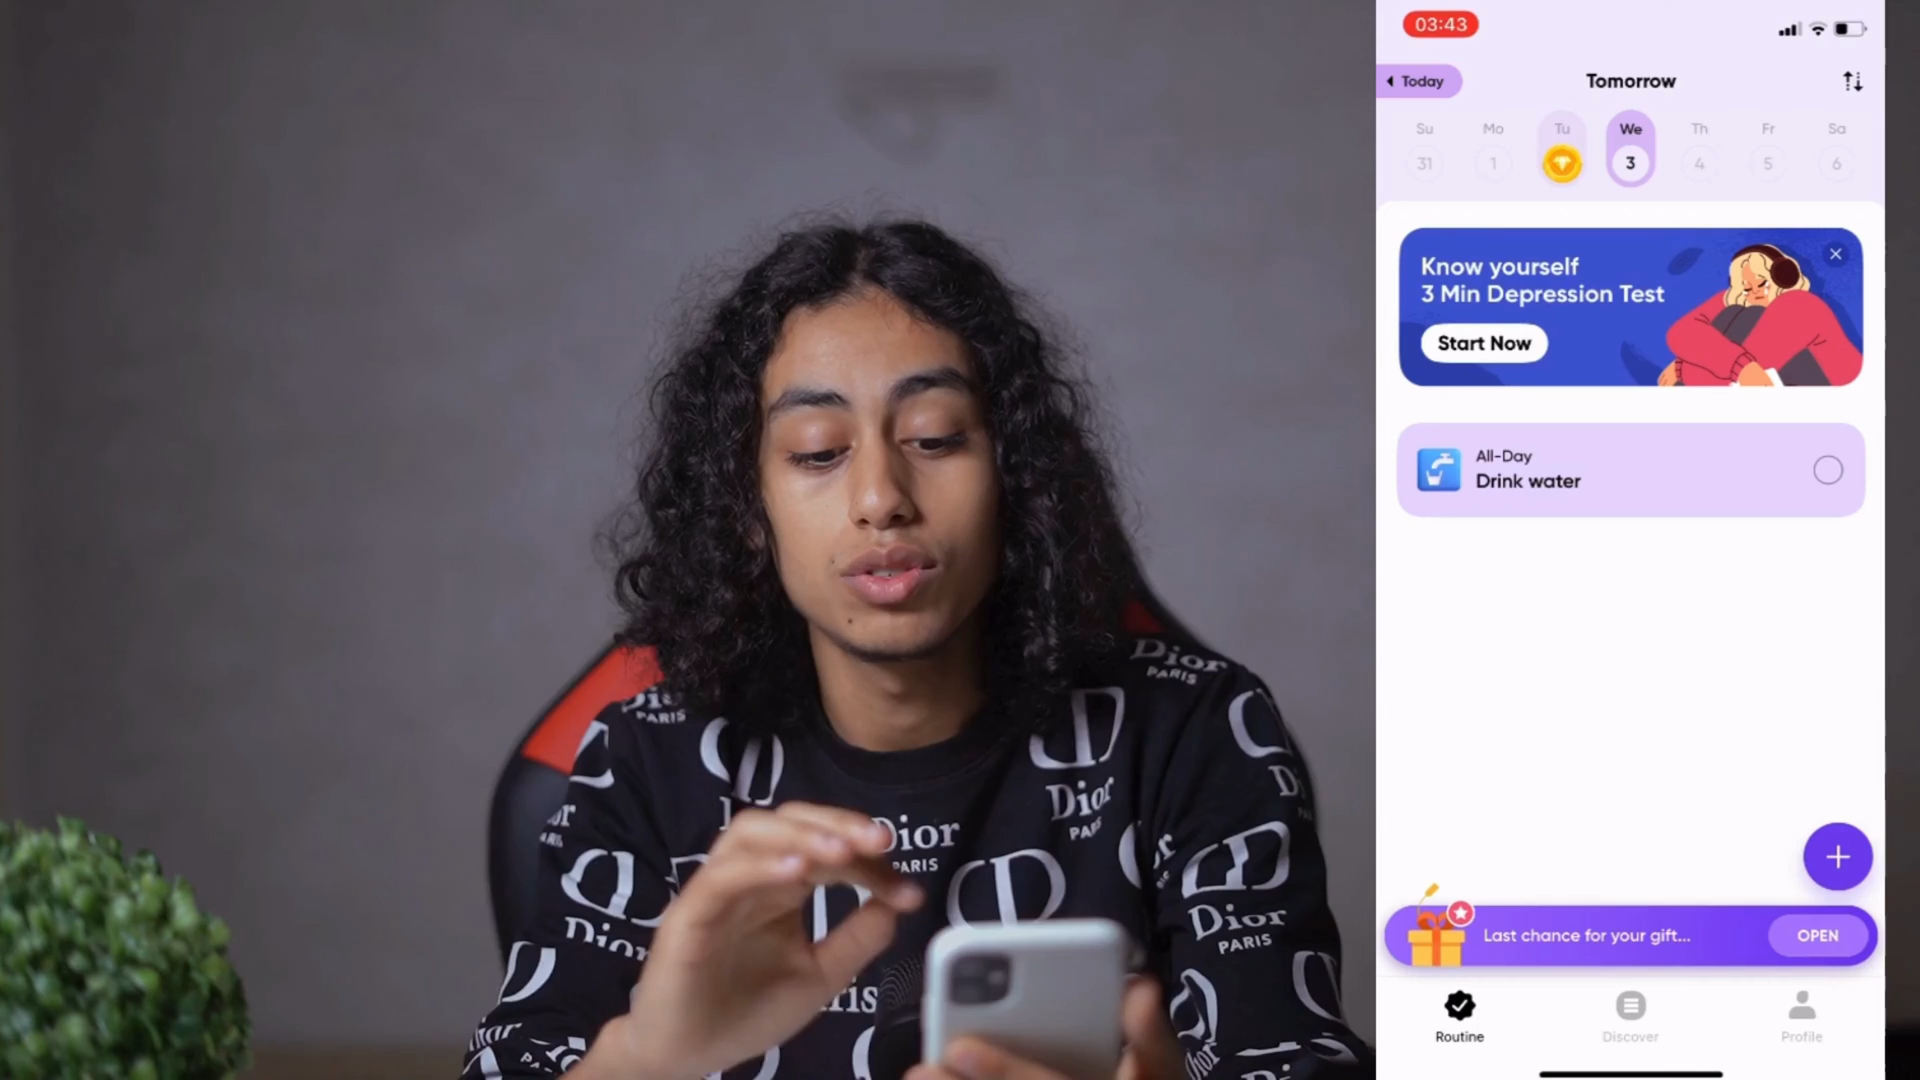 03:43
Today
Tomorrow
Su Mo Tu We Th Fr Sa
31 1 3 4 5 6
Know yourself
3 Min Depression Test
Start Now
All-Day
Drink water
Last chance for your gift...
OPEN
Routine Discover Profile
Dior
PARIS
PARIS
Dior
Dior
PARIS
Dior
PARIS